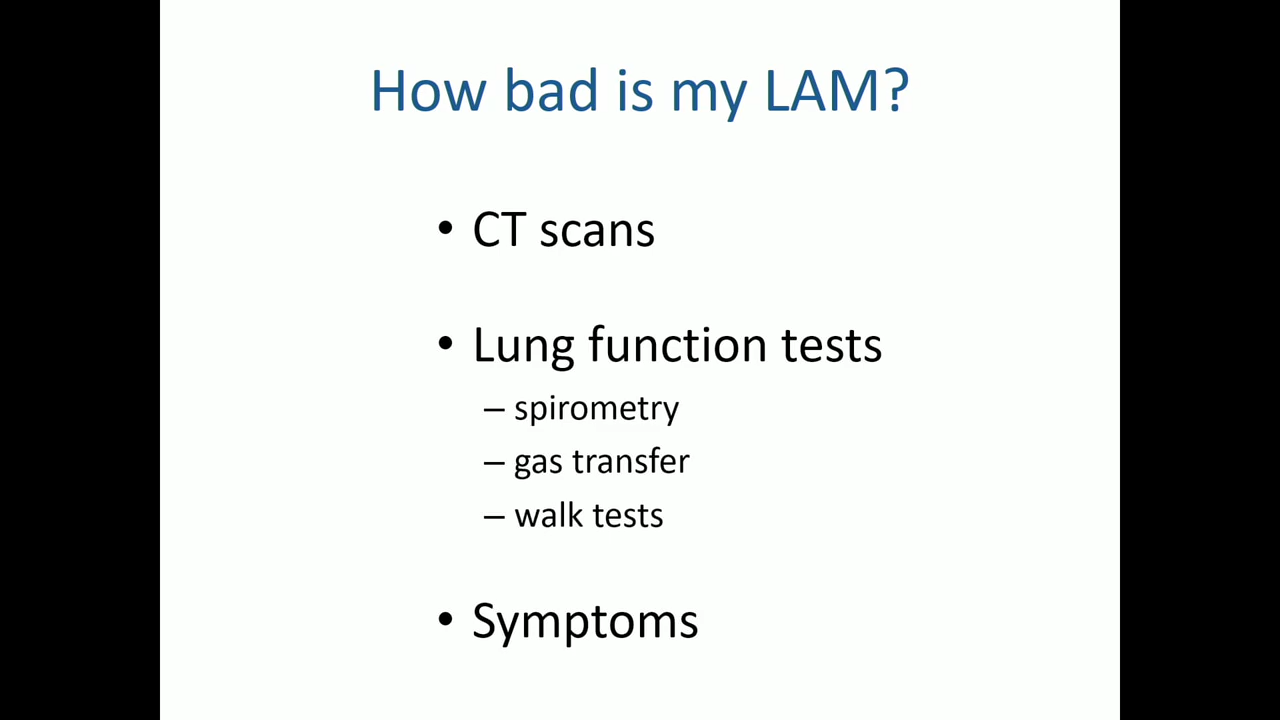 How bad is my LAM?
• CT scans
• Lung function tests
– spirometry
– gas transfer
– walk tests
• Symptoms